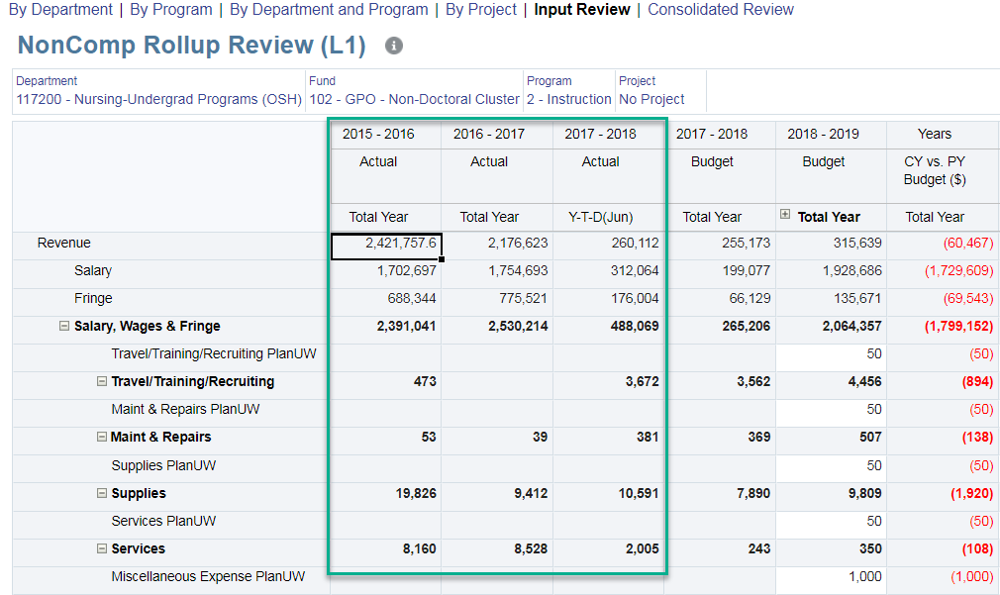 By Department | By Program | By Department and Program | By Project | Input Review | Consolidated Review
NonComp Rollup Review (L1) i
Department Fund Program Project
117200 - Nursing-Undergrad Programs (OSH) 102 - GPO - Non-Doctoral Cluster 2 - Instruction No Project
2015 - 2016 2016 - 2017 2017 - 2018 2017 - 2018 2018 - 2019 Years
Actual Actual Actual Budget Budget CY vs. PY
Budget ($)
Total Year Total Year Y-T-D(Jun) Total Year Total Year Total Year
Revenue 2,421,757.6 2,176,623 260,112 255,173 315,639 (60,467)
Salary 1,702,697 1,754,693 312,064 199,077 1,928,686 (1,729,609)
Fringe 688,344 775,521 176,004 66,129 135,671 (69,543)
Salary, Wages & Fringe 2,391,041 2,530,214 488,069 265,206 2,064,357 (1,799,152)
Travel/Training/Recruiting PlanUW 50 (50)
Travel/Training/Recruiting 473 3,672 3,562 4,456 (894)
Maint & Repairs PlanUW 50 (50)
Maint & Repairs 53 39 381 369 507 (138)
Supplies PlanUW 50 (50)
Supplies 19,826 9,412 10,591 7,890 9,809 (1,920)
Services PlanUW 50 (50)
Services 8,160 8,528 2,005 243 350 (108)
Miscellaneous Expense PlanUW 1,000 (1,000)